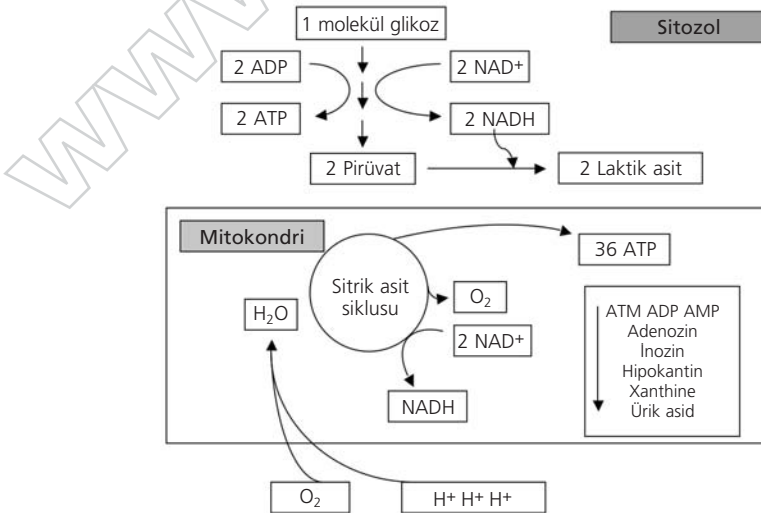 1 molekül glikoz
Sitozol
2 ADP
2 NAD+
2 ATP
2 NADH
2 Pirüvat
2 Laktik asit
Mitokondri
36 ATP
Sitrik asit
siklusu
O₂
H₂O
2 NAD+
NADH
ATM ADP AMP
Adenozin
İnozin
Hipokantin
Xanthine
Ürik asid
O₂
H⁺ H⁺ H⁺
www